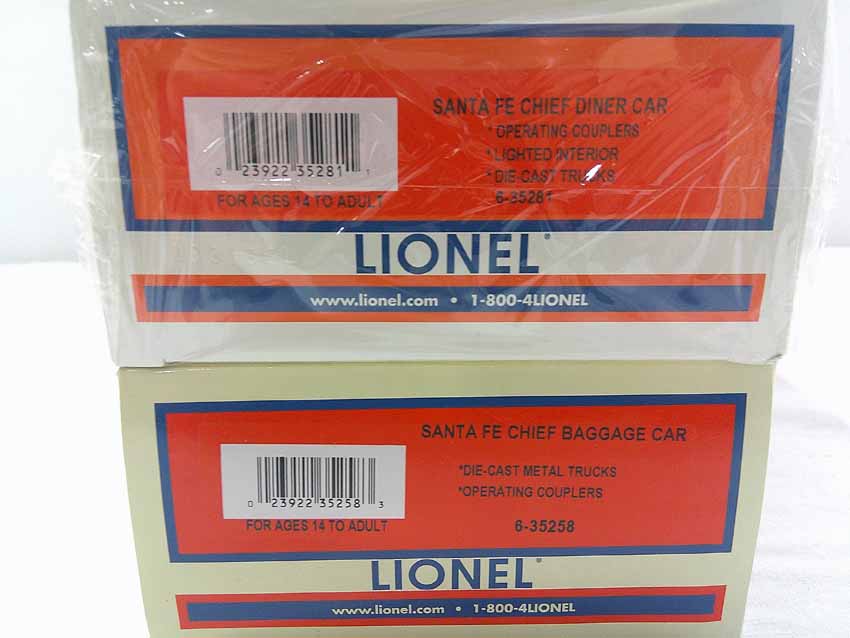 SANTA FE CHIEF DINER CAR
*OPERATING COUPLERS
*LIGHTED INTERIOR
*DIE-CAST TRUCKS
6-35281
0 23922 35281 1
FOR AGES 14 TO ADULT
LIONEL®
www.lionel.com • 1-800-4LIONEL
SANTA FE CHIEF BAGGAGE CAR
*DIE-CAST METAL TRUCKS
*OPERATING COUPLERS
6-35258
0 23922 35258 3
FOR AGES 14 TO ADULT
LIONEL®
www.lionel.com • 1-800-4LIONEL